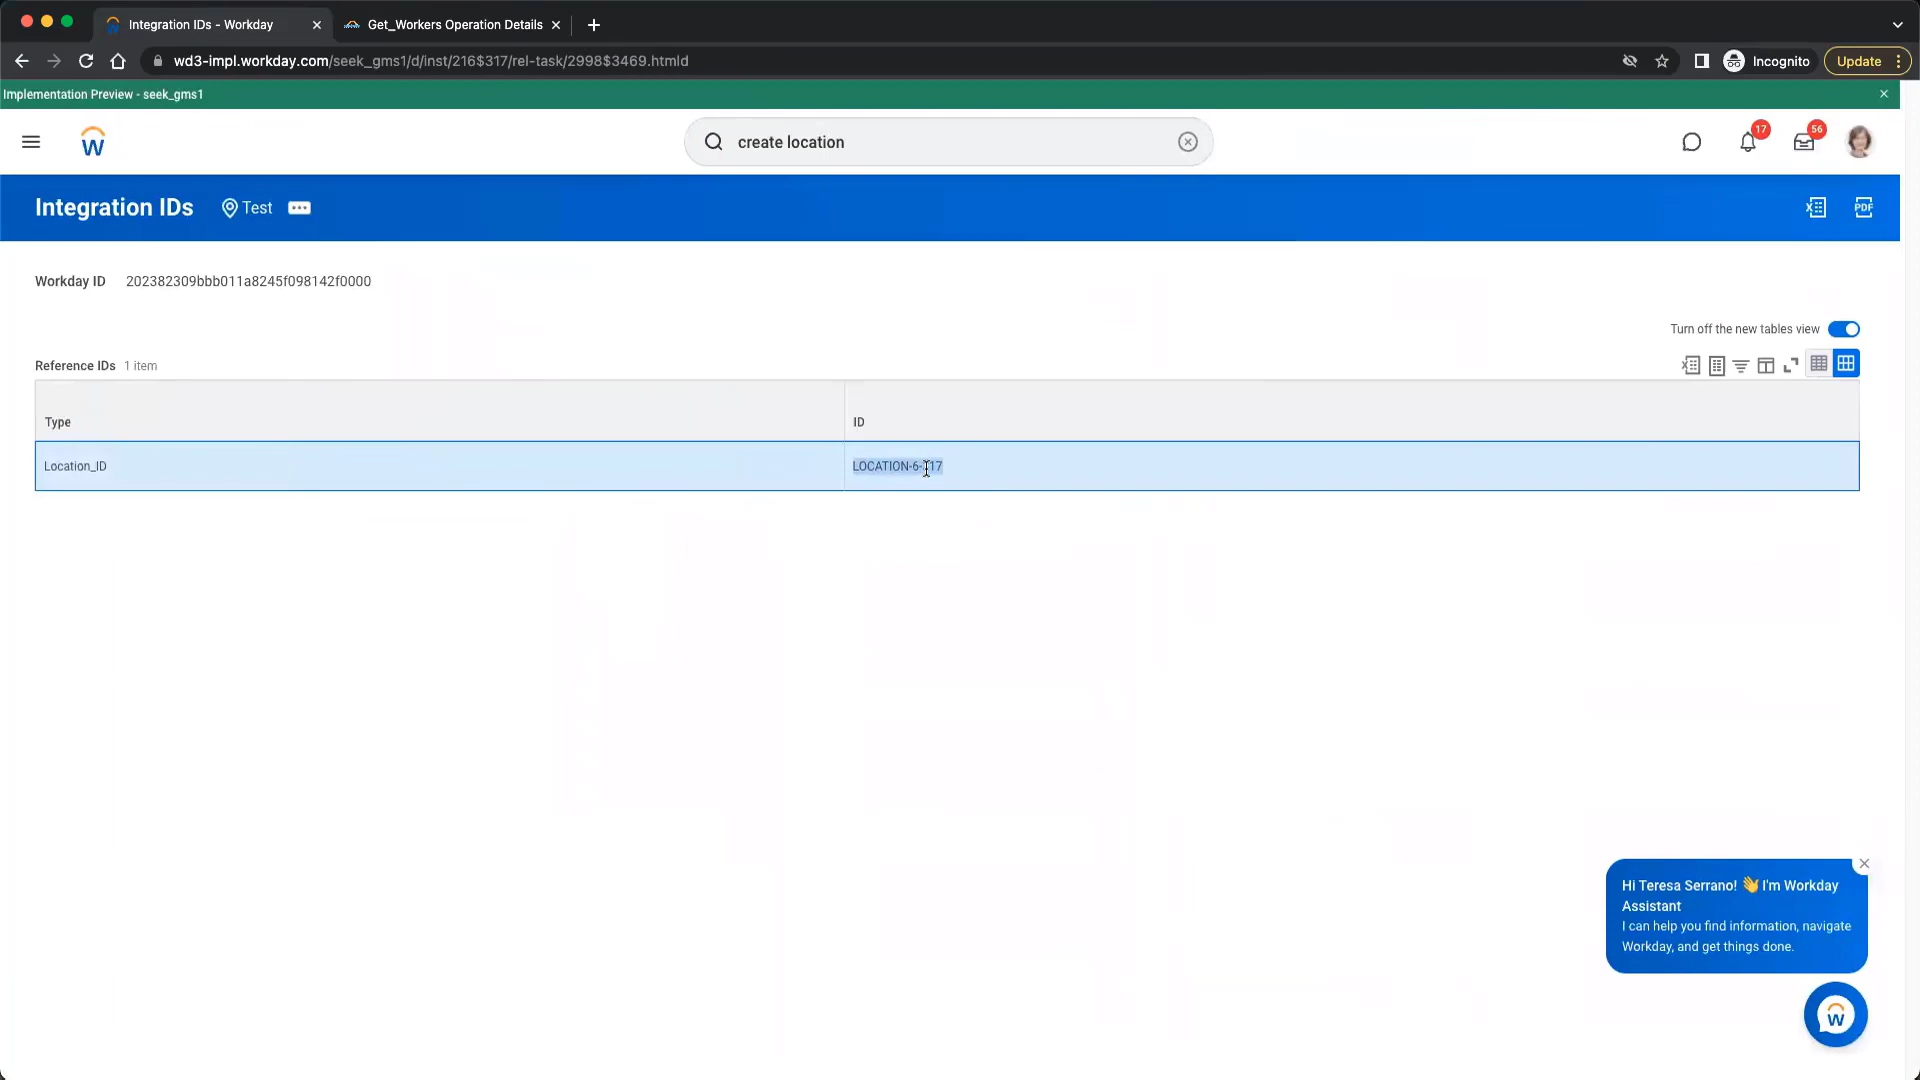 Integration IDs - Workday
Get_Workers Operation Details
wd3-impl.workday.com/seek_gms1/d/inst/216$317/rel-task/2998$3469.htmld
Incognito
Update
Implementation Preview - seek_gms1
create location
17
56
Integration IDs
Test
PDF
Workday ID 202382309bbb011a8245f098142f0000
Turn off the new tables view
Reference IDs 1 item
Type ID
Location_ID
Hi Teresa Serrano! 👋 I'm Workday
Assistant
I can help you find information, navigate
Workday, and get things done.